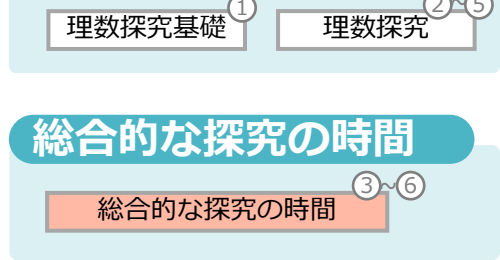 理数探究基礎 ① 理数探究 ②~⑤
総合的な探究の時間
総合的な探究の時間 ③~⑥